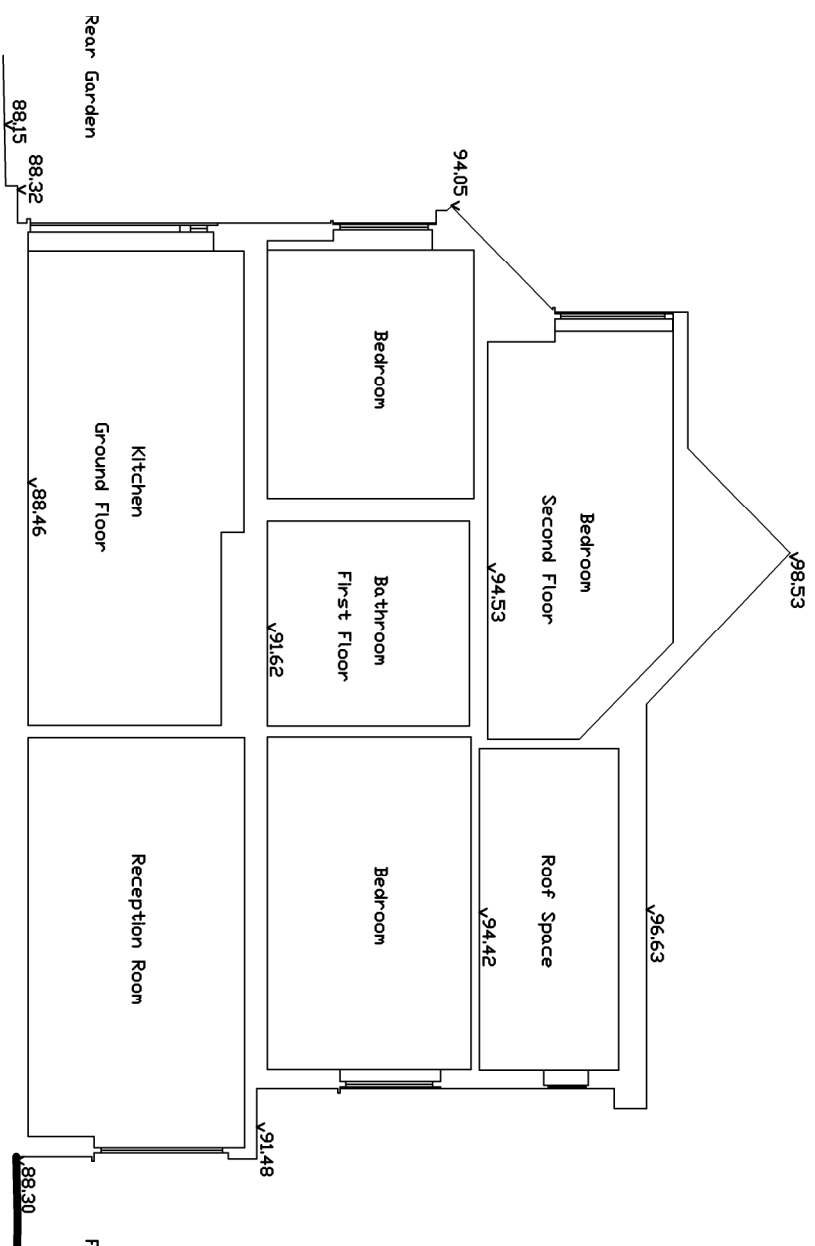 98.53
96.63
Bedroom
Second Floor
94.53
Roof Space
94.42
94.05
Bedroom
Bathroom
First Floor
91.62
Bedroom
91.48
Rear Garden
Kitchen
Ground Floor
88.46
Reception Room
88.32
88.15
88.30